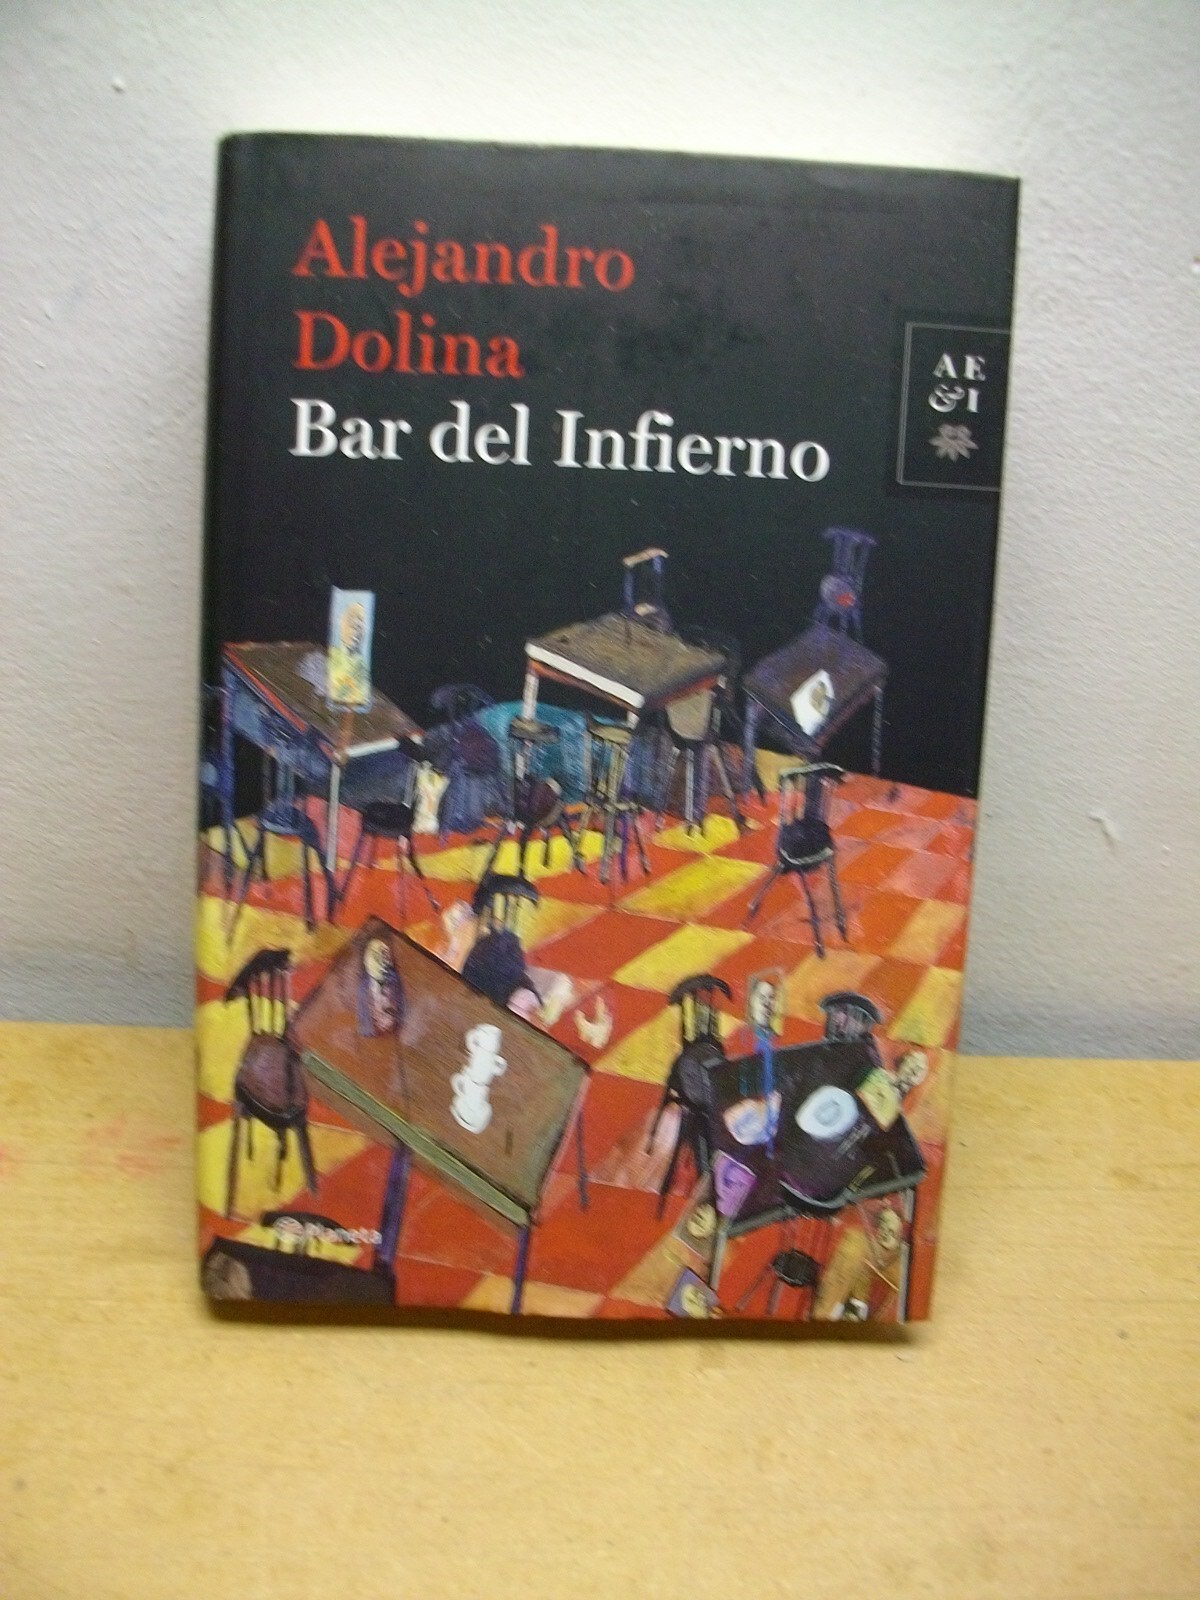 Alejandro
Dolina
Bar del Infierno
AE
&I
Planeta